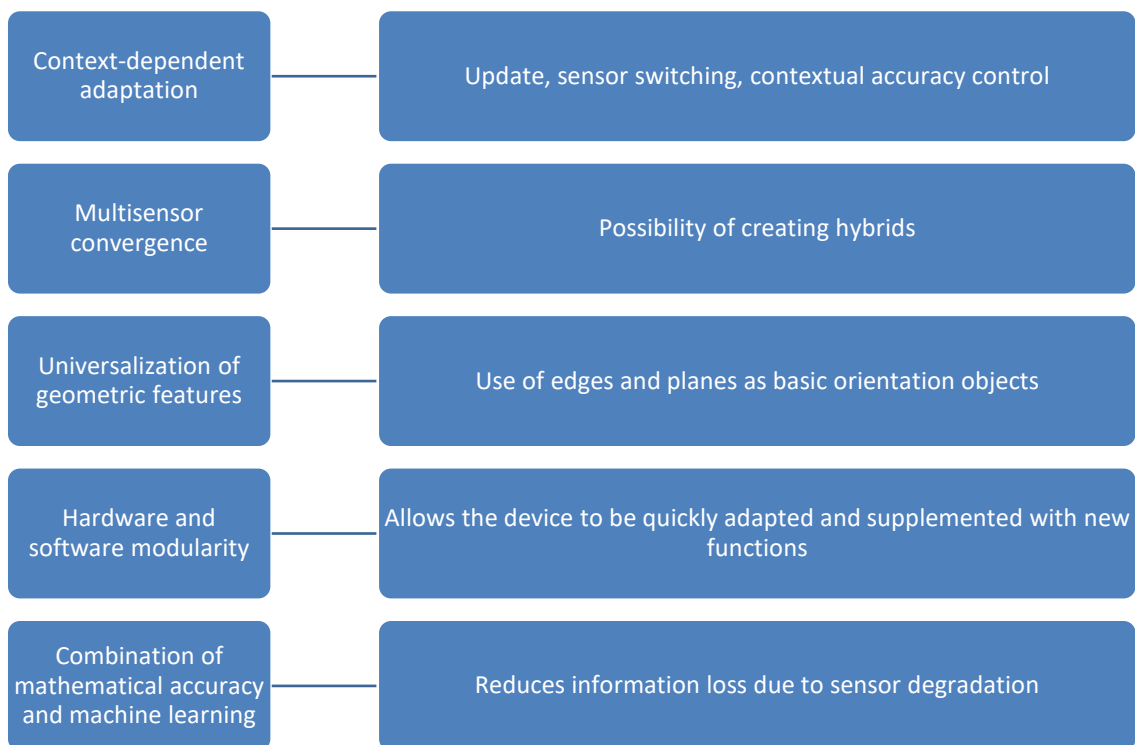 Context-dependent
adaptation
Update, sensor switching, contextual accuracy control
Multisensor
convergence
Possibility of creating hybrids
Universalization of
geometric features
Use of edges and planes as basic orientation objects
Hardware and
software modularity
Allows the device to be quickly adapted and supplemented with new
functions
Combination of
mathematical accuracy
and machine learning
Reduces information loss due to sensor degradation